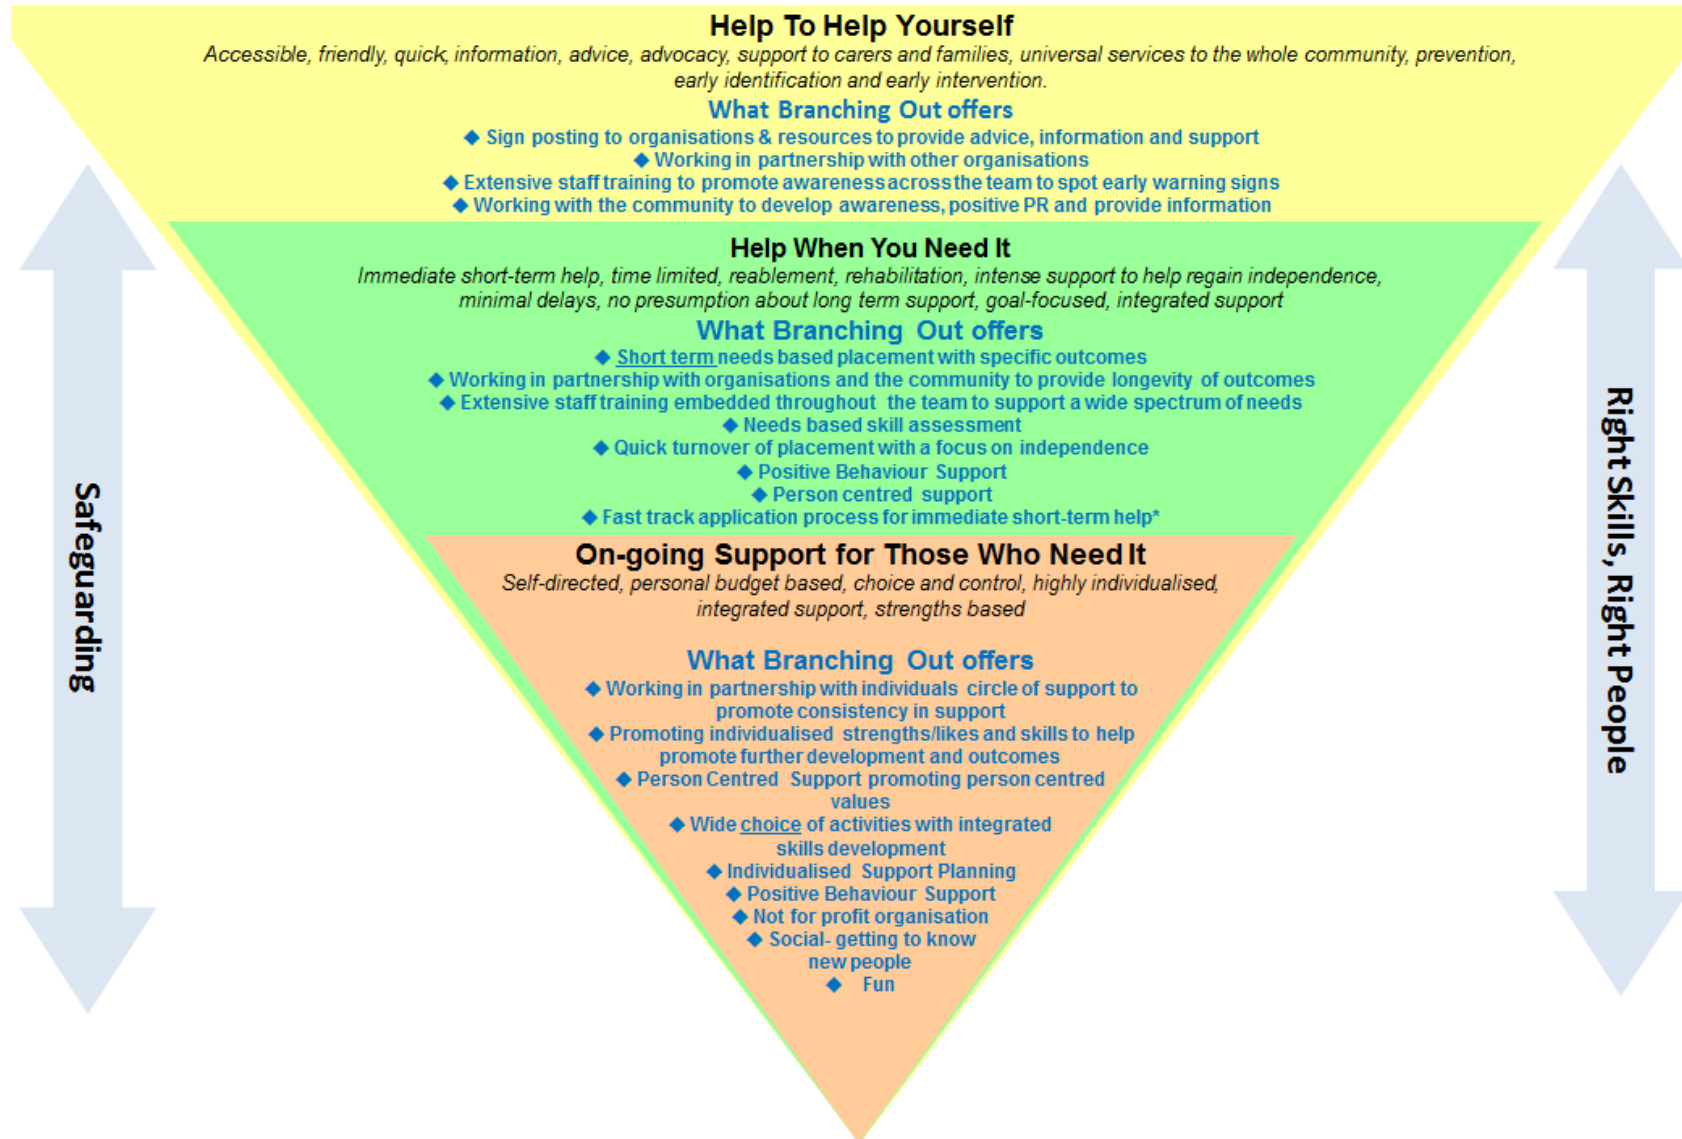 Help To Help Yourself
Accessible, friendly, quick, information, advice, advocacy, support to carers and families, universal services to the whole community, prevention,
early identification and early intervention.
What Branching Out offers
◆ Sign posting to organisations & resources to provide advice, information and support
◆ Working in partnership with other organisations
◆ Extensive staff training to promote awareness across the team to spot early warning signs
◆ Working with the community to develop awareness, positive PR and provide information
Help When You Need It
Immediate short-term help, time limited, reablement, rehabilitation, intense support to help regain independence,
minimal delays, no presumption about long term support, goal-focused, integrated support
What Branching Out offers
◆ Short term needs based placement with specific outcomes
◆ Working in partnership with organisations and the community to provide longevity of outcomes
◆ Extensive staff training embedded throughout the team to support a wide spectrum of needs
◆ Needs based skill assessment
◆ Quick turnover of placement with a focus on independence
◆ Positive Behaviour Support
◆ Person centred support
◆ Fast track application process for immediate short-term help*
On-going Support for Those Who Need It
Self-directed, personal budget based, choice and control, highly individualised,
integrated support, strengths based
What Branching Out offers
◆ Working in partnership with individuals circle of support to
promote consistency in support
◆ Promoting individualised strengths/likes and skills to help
promote further development and outcomes
◆ Person Centred Support promoting person centred
values
◆ Wide choice of activities with integrated
skills development
◆ Individualised Support Planning
◆ Positive Behaviour Support
◆ Not for profit organisation
◆ Social- getting to know
new people
◆ Fun
Safeguarding
Right Skills, Right People